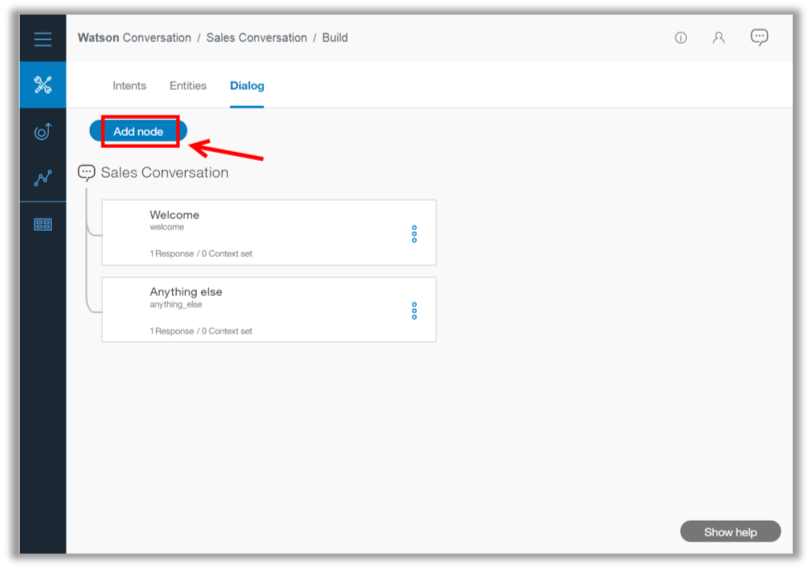 Watson Conversation / Sales Conversation / Build
Intents Entities Dialog
Add node
Sales Conversation
Welcome
welcome
1 Response / 0 Context set
Anything else
anything_else
1 Response / 0 Context set
Show help